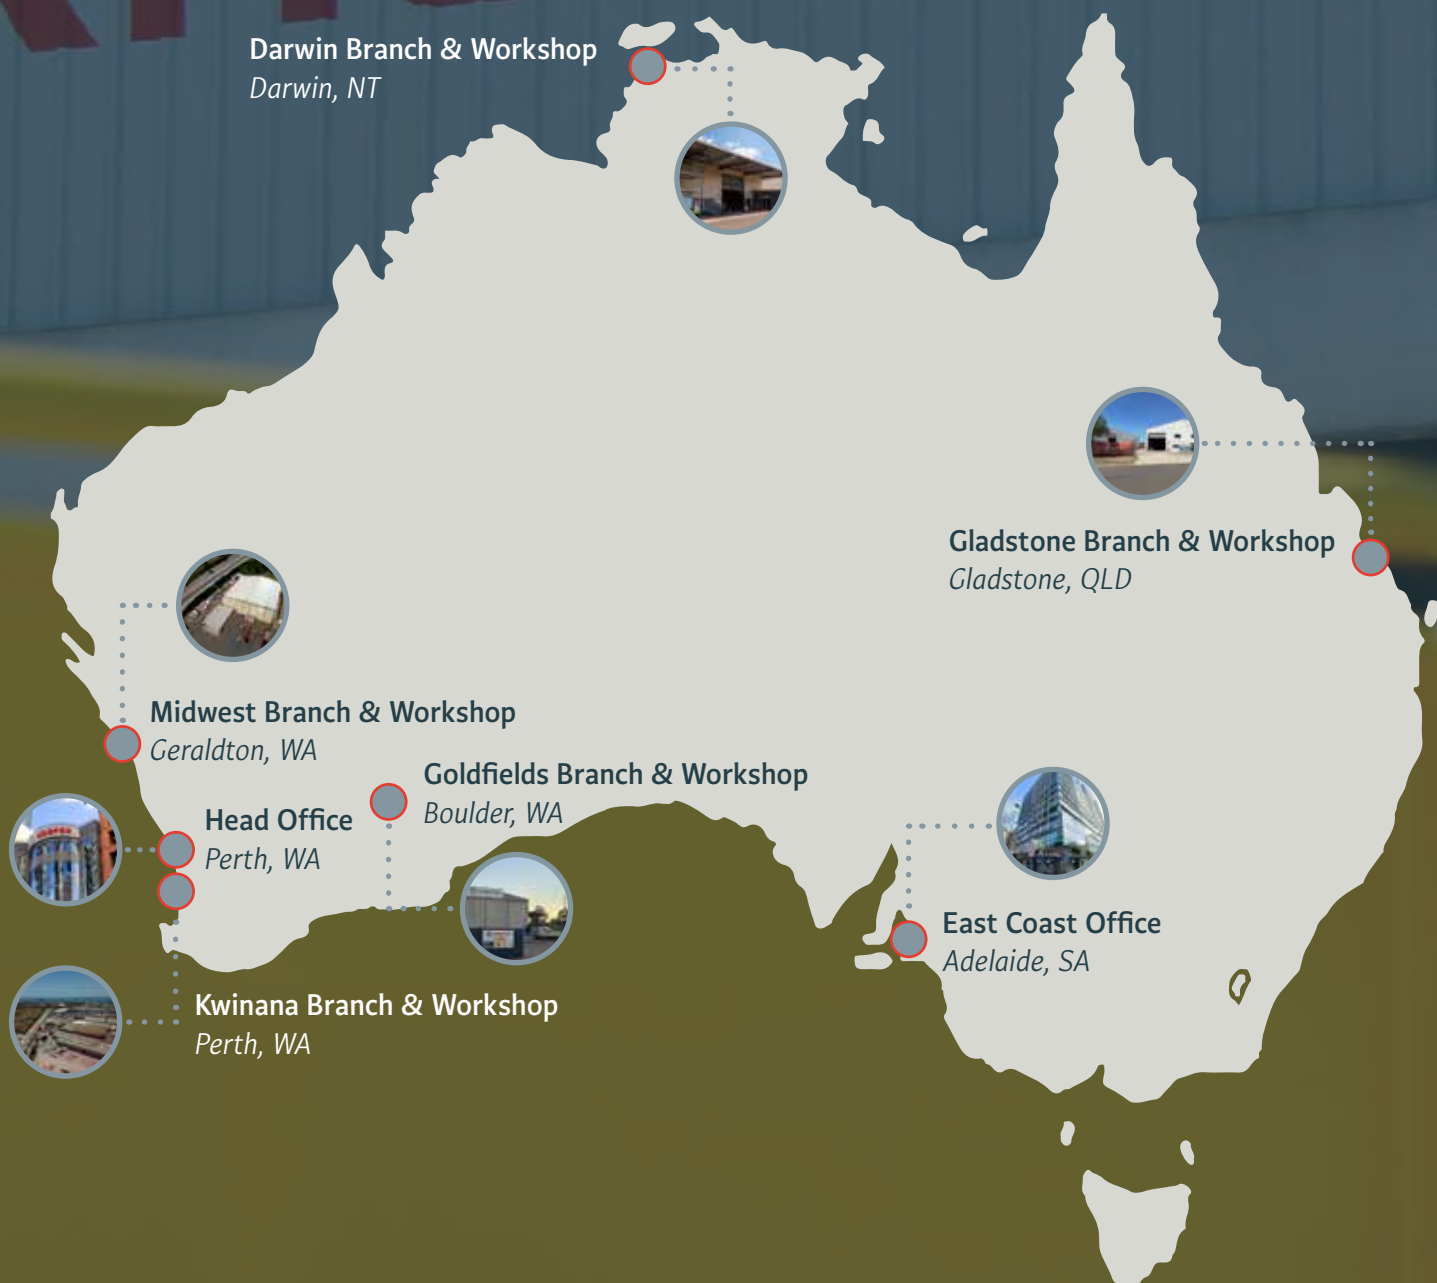 Darwin Branch & Workshop
Darwin, NT
Gladstone Branch & Workshop
Gladstone, QLD
Midwest Branch & Workshop
Geraldton, WA
Goldfields Branch & Workshop
Boulder, WA
Head Office
Perth, WA
East Coast Office
Adelaide, SA
Kwinana Branch & Workshop
Perth, WA